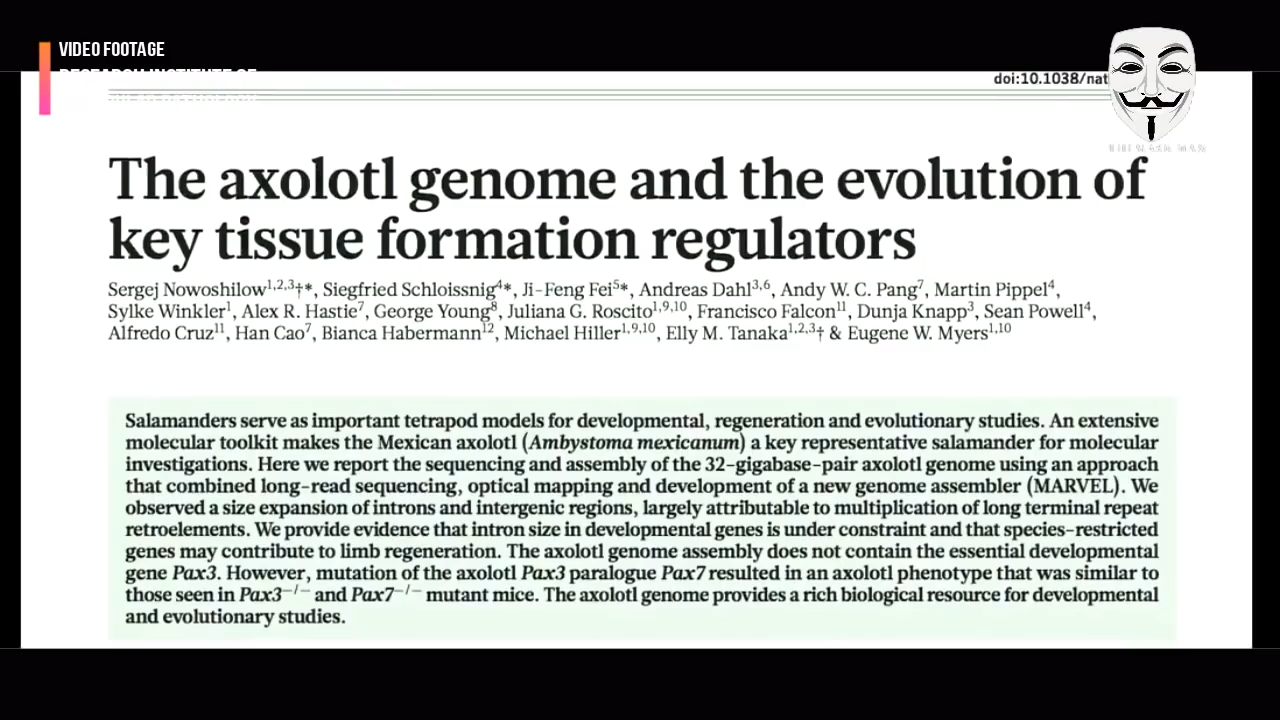 VIDEO FOOTAGE
RESEARCH INSTITUTE OF
doi:10.1038/nat
The axolotl genome and the evolution of
key tissue formation regulators
Sergej Nowoshilow1,2,3†*, Siegfried Schloissnig4*, Ji-Feng Fei5*, Andreas Dahl3,6, Andy W. C. Pang7, Martin Pippel4,
Sylke Winkler1, Alex R. Hastie7, George Young8, Juliana G. Roscito1,9,10, Francisco Falcon11, Dunja Knapp3, Sean Powell4,
Alfredo Cruz11, Han Cao7, Bianca Habermann12, Michael Hiller1,9,10, Elly M. Tanaka1,2,3† & Eugene W. Myers1,10
Salamanders serve as important tetrapod models for developmental, regeneration and evolutionary studies. An extensive
molecular toolkit makes the Mexican axolotl (Ambystoma mexicanum) a key representative salamander for molecular
investigations. Here we report the sequencing and assembly of the 32-gigabase-pair axolotl genome using an approach
that combined long-read sequencing, optical mapping and development of a new genome assembler (MARVEL). We
observed a size expansion of introns and intergenic regions, largely attributable to multiplication of long terminal repeat
retroelements. We provide evidence that intron size in developmental genes is under constraint and that species-restricted
genes may contribute to limb regeneration. The axolotl genome assembly does not contain the essential developmental
gene Pax3. However, mutation of the axolotl Pax3 paralogue Pax7 resulted in an axolotl phenotype that was similar to
those seen in Pax3−/− and Pax7−/− mutant mice. The axolotl genome provides a rich biological resource for developmental
and evolutionary studies.